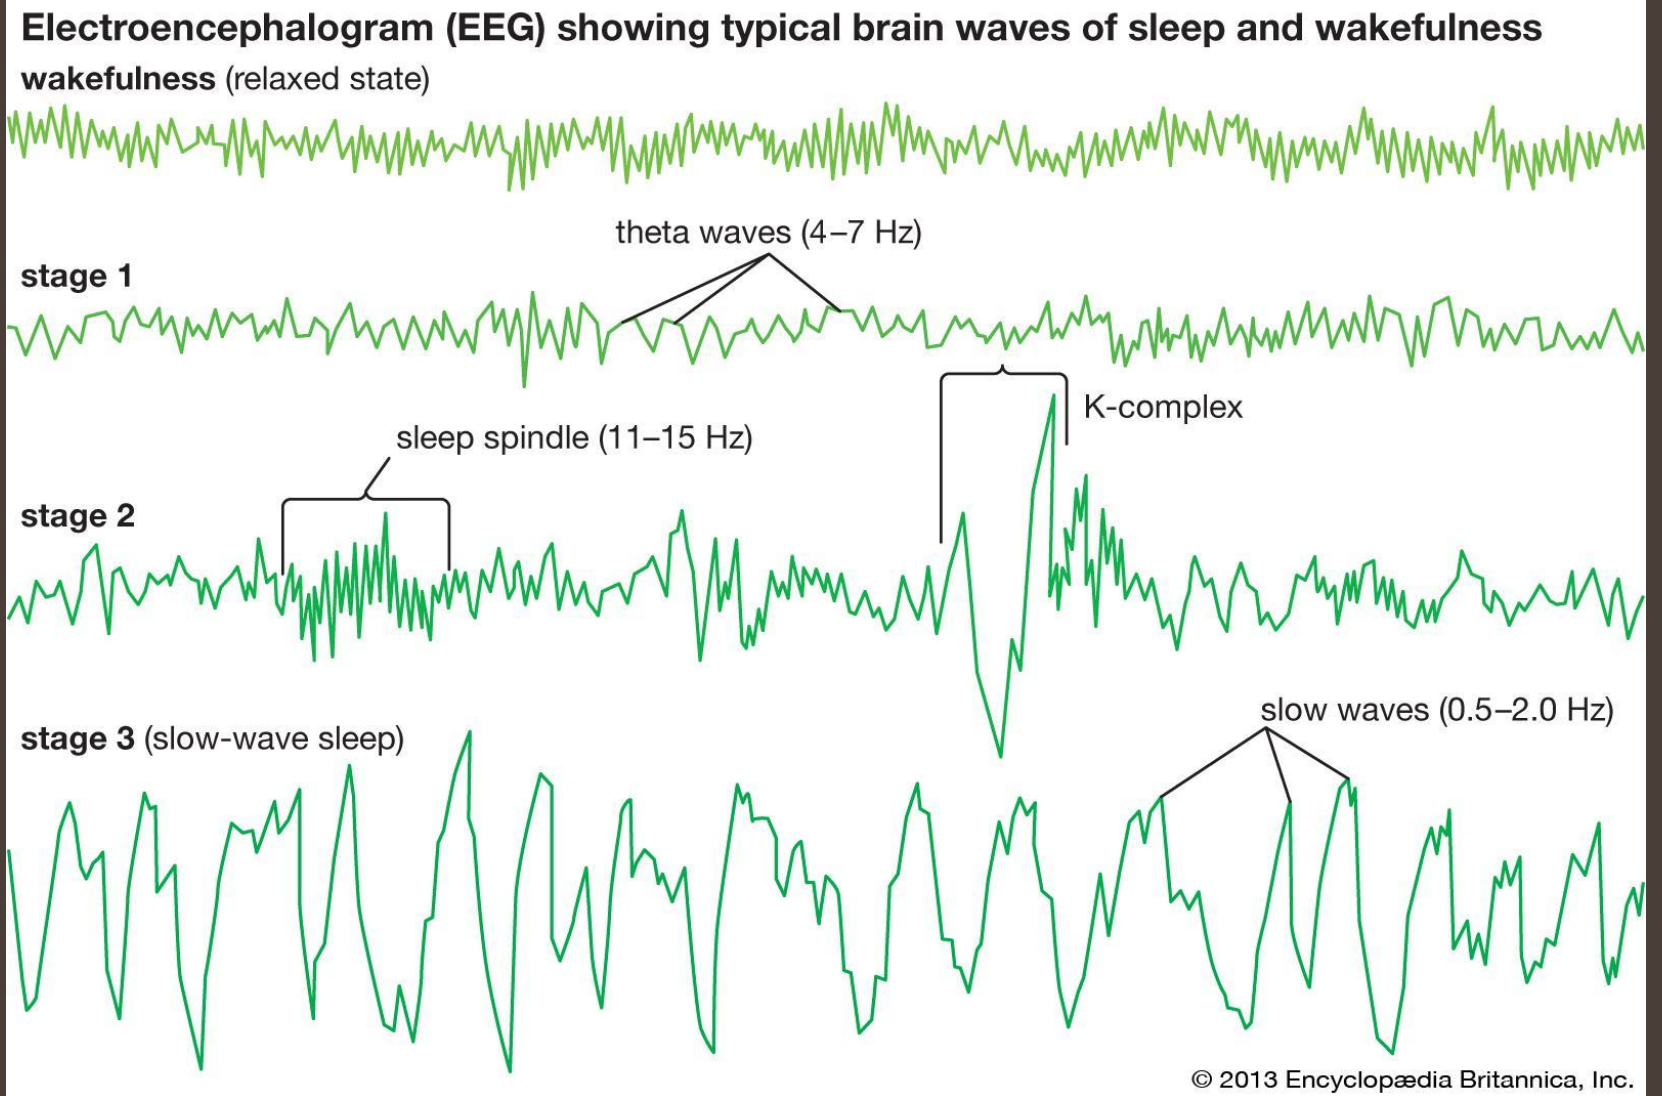 Electroencephalogram (EEG) showing typical brain waves of sleep and wakefulness
wakefulness (relaxed state)
theta waves (4–7 Hz)
stage 1
K-complex
sleep spindle (11–15 Hz)
stage 2
slow waves (0.5–2.0 Hz)
stage 3 (slow-wave sleep)
© 2013 Encyclopædia Britannica, Inc.